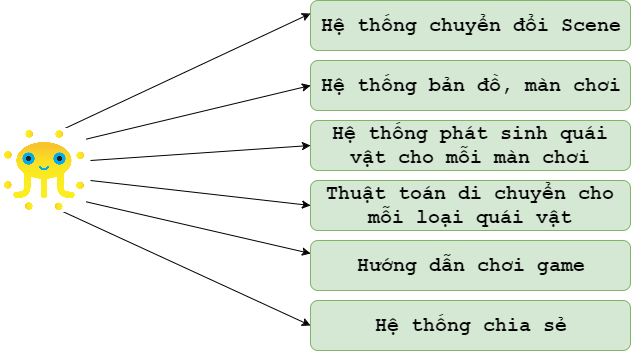 Hệ thống chuyển đổi Scene
Hệ thống bản đồ, màn chơi
Hệ thống phát sinh quái
vật cho mỗi màn chơi
Thuật toán di chuyển cho
mỗi loại quái vật
Hướng dẫn chơi game
Hệ thống chia sẻ